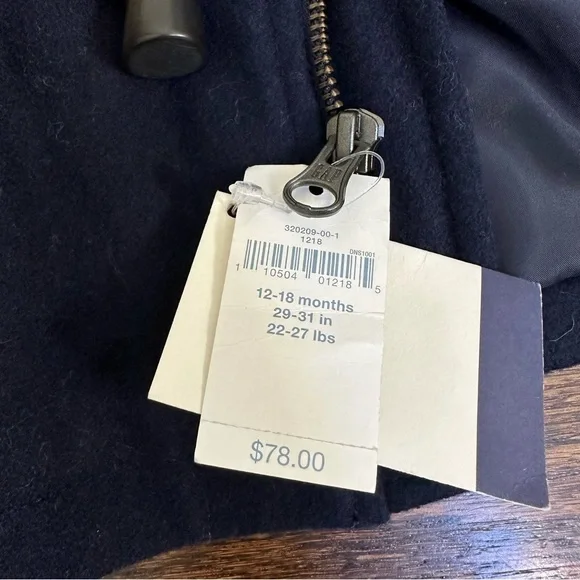 GAP
320209-00-1
1218
DNS1001
1 10504 01218 5
12-18 months
29-31 in
22-27 lbs
$78.00